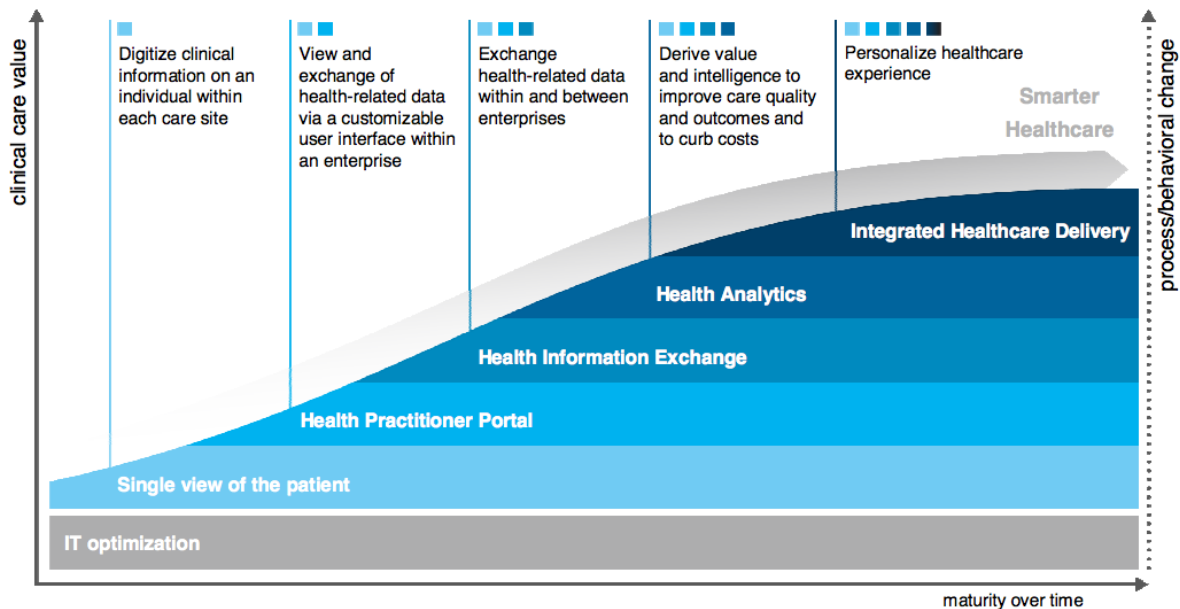 clinical care value
Digitize clinical
information on an
individual within
each care site
View and
exchange of
health-related data
via a customizable
user interface within
an enterprise
Exchange
health-related data
within and between
enterprises
Derive value
and intelligence to
improve care quality
and outcomes and
to curb costs
Personalize healthcare
experience
Smarter
Healthcare
process/behavioral change
Integrated Healthcare Delivery
Health Analytics
Health Information Exchange
Health Practitioner Portal
Single view of the patient
IT optimization
maturity over time